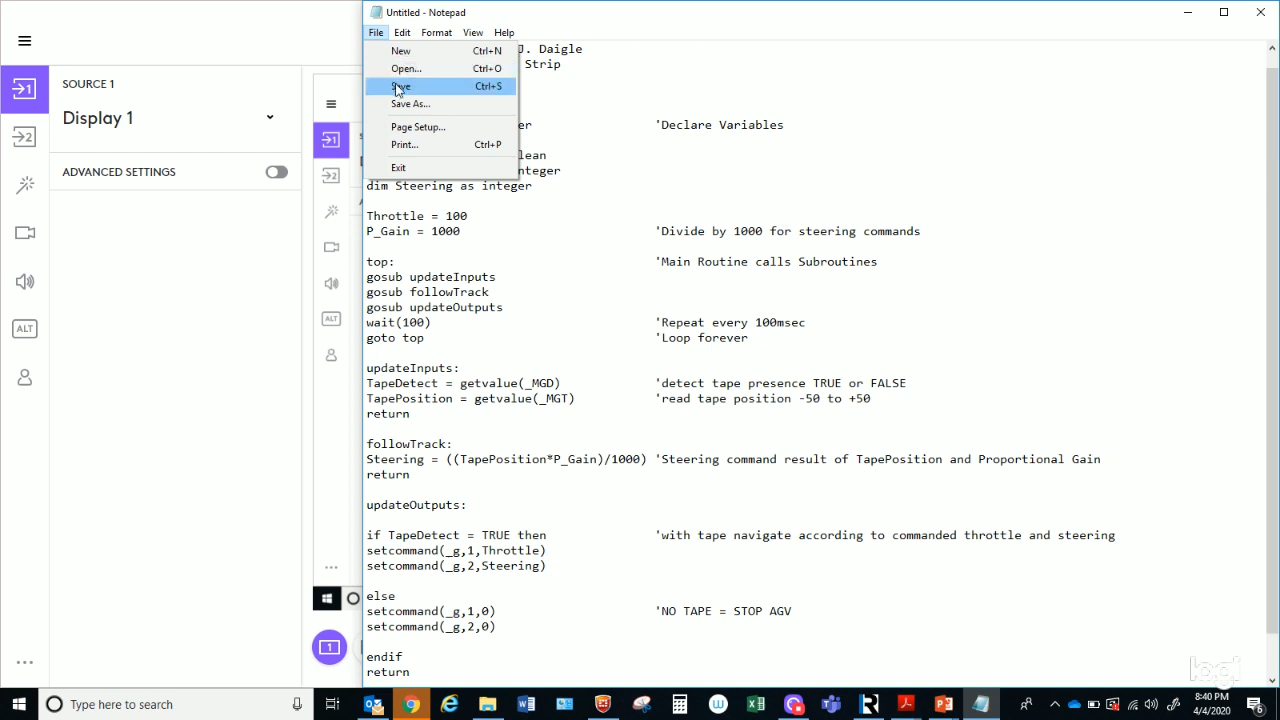 Untitled - Notepad
File Edit Format View Help
SOURCE 1
Display 1
ADVANCED SETTINGS
ALT
ALT
1
New Ctrl+N
Open... Ctrl+O
Save Ctrl+S
Save As...
Page Setup...
Print... Ctrl+P
Exit
J. Daigle
Strip
'Declare Variables
dim Steering as integer
Throttle = 100
P_Gain = 1000 'Divide by 1000 for steering commands
top: 'Main Routine calls Subroutines
gosub updateInputs
gosub followTrack
gosub updateOutputs
wait(100) 'Repeat every 100msec
goto top 'Loop forever
updateInputs:
TapeDetect = getvalue(_MGD) 'detect tape presence TRUE or FALSE
TapePosition = getvalue(_MGT) 'read tape position -50 to +50
return
followTrack:
Steering = ((TapePosition*P_Gain)/1000) 'Steering command result of TapePosition and Proportional Gain
return
updateOutputs:
if TapeDetect = TRUE then 'with tape navigate according to commanded throttle and steering
setcommand(_g,1,Throttle)
setcommand(_g,2,Steering)
else
setcommand(_g,1,0) 'NO TAPE = STOP AGV
setcommand(_g,2,0)
endif
return
logi
Type here to search
8:40 PM
4/4/2020
6